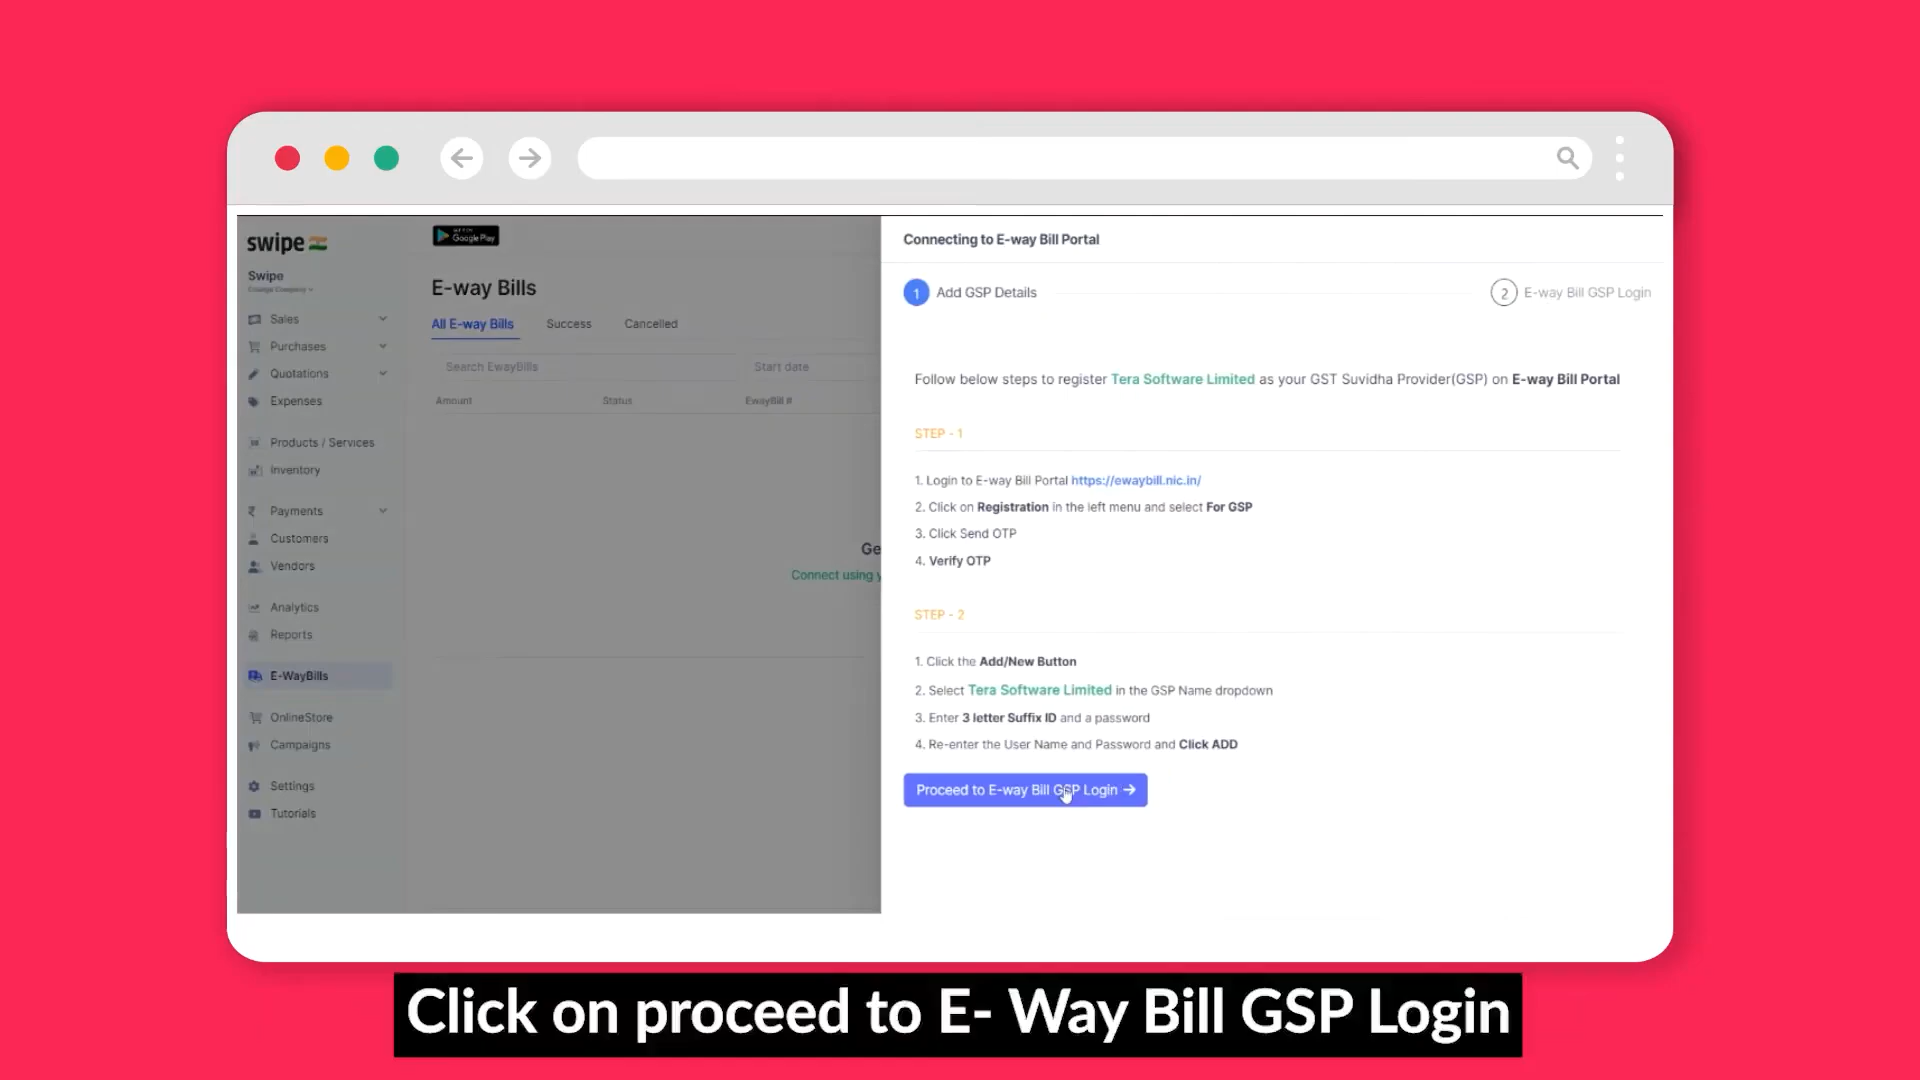 swipe
Swipe
Change Company
Sales
Purchases
Quotations
Expenses
Products / Services
Inventory
Payments
Customers
Vendors
Analytics
Reports
E-WayBills
OnlineStore
Campaigns
Settings
Tutorials
GET IT ON
Google Play
E-way Bills
All E-way Bills Success Cancelled
Search EwayBills Start date
Amount Status EwayBill #
Ge
Connect using y
Connecting to E-way Bill Portal
1 Add GSP Details 2 E-way Bill GSP Login
Follow below steps to register Tera Software Limited as your GST Suvidha Provider(GSP) on E-way Bill Portal
STEP - 1
1. Login to E-way Bill Portal https://ewaybill.nic.in/
2. Click on Registration in the left menu and select For GSP
3. Click Send OTP
4. Verify OTP
STEP - 2
1. Click the Add/New Button
2. Select Tera Software Limited in the GSP Name dropdown
3. Enter 3 letter Suffix ID and a password
4. Re-enter the User Name and Password and Click ADD
Proceed to E-way Bill GSP Login →
Click on proceed to E- Way Bill GSP Login